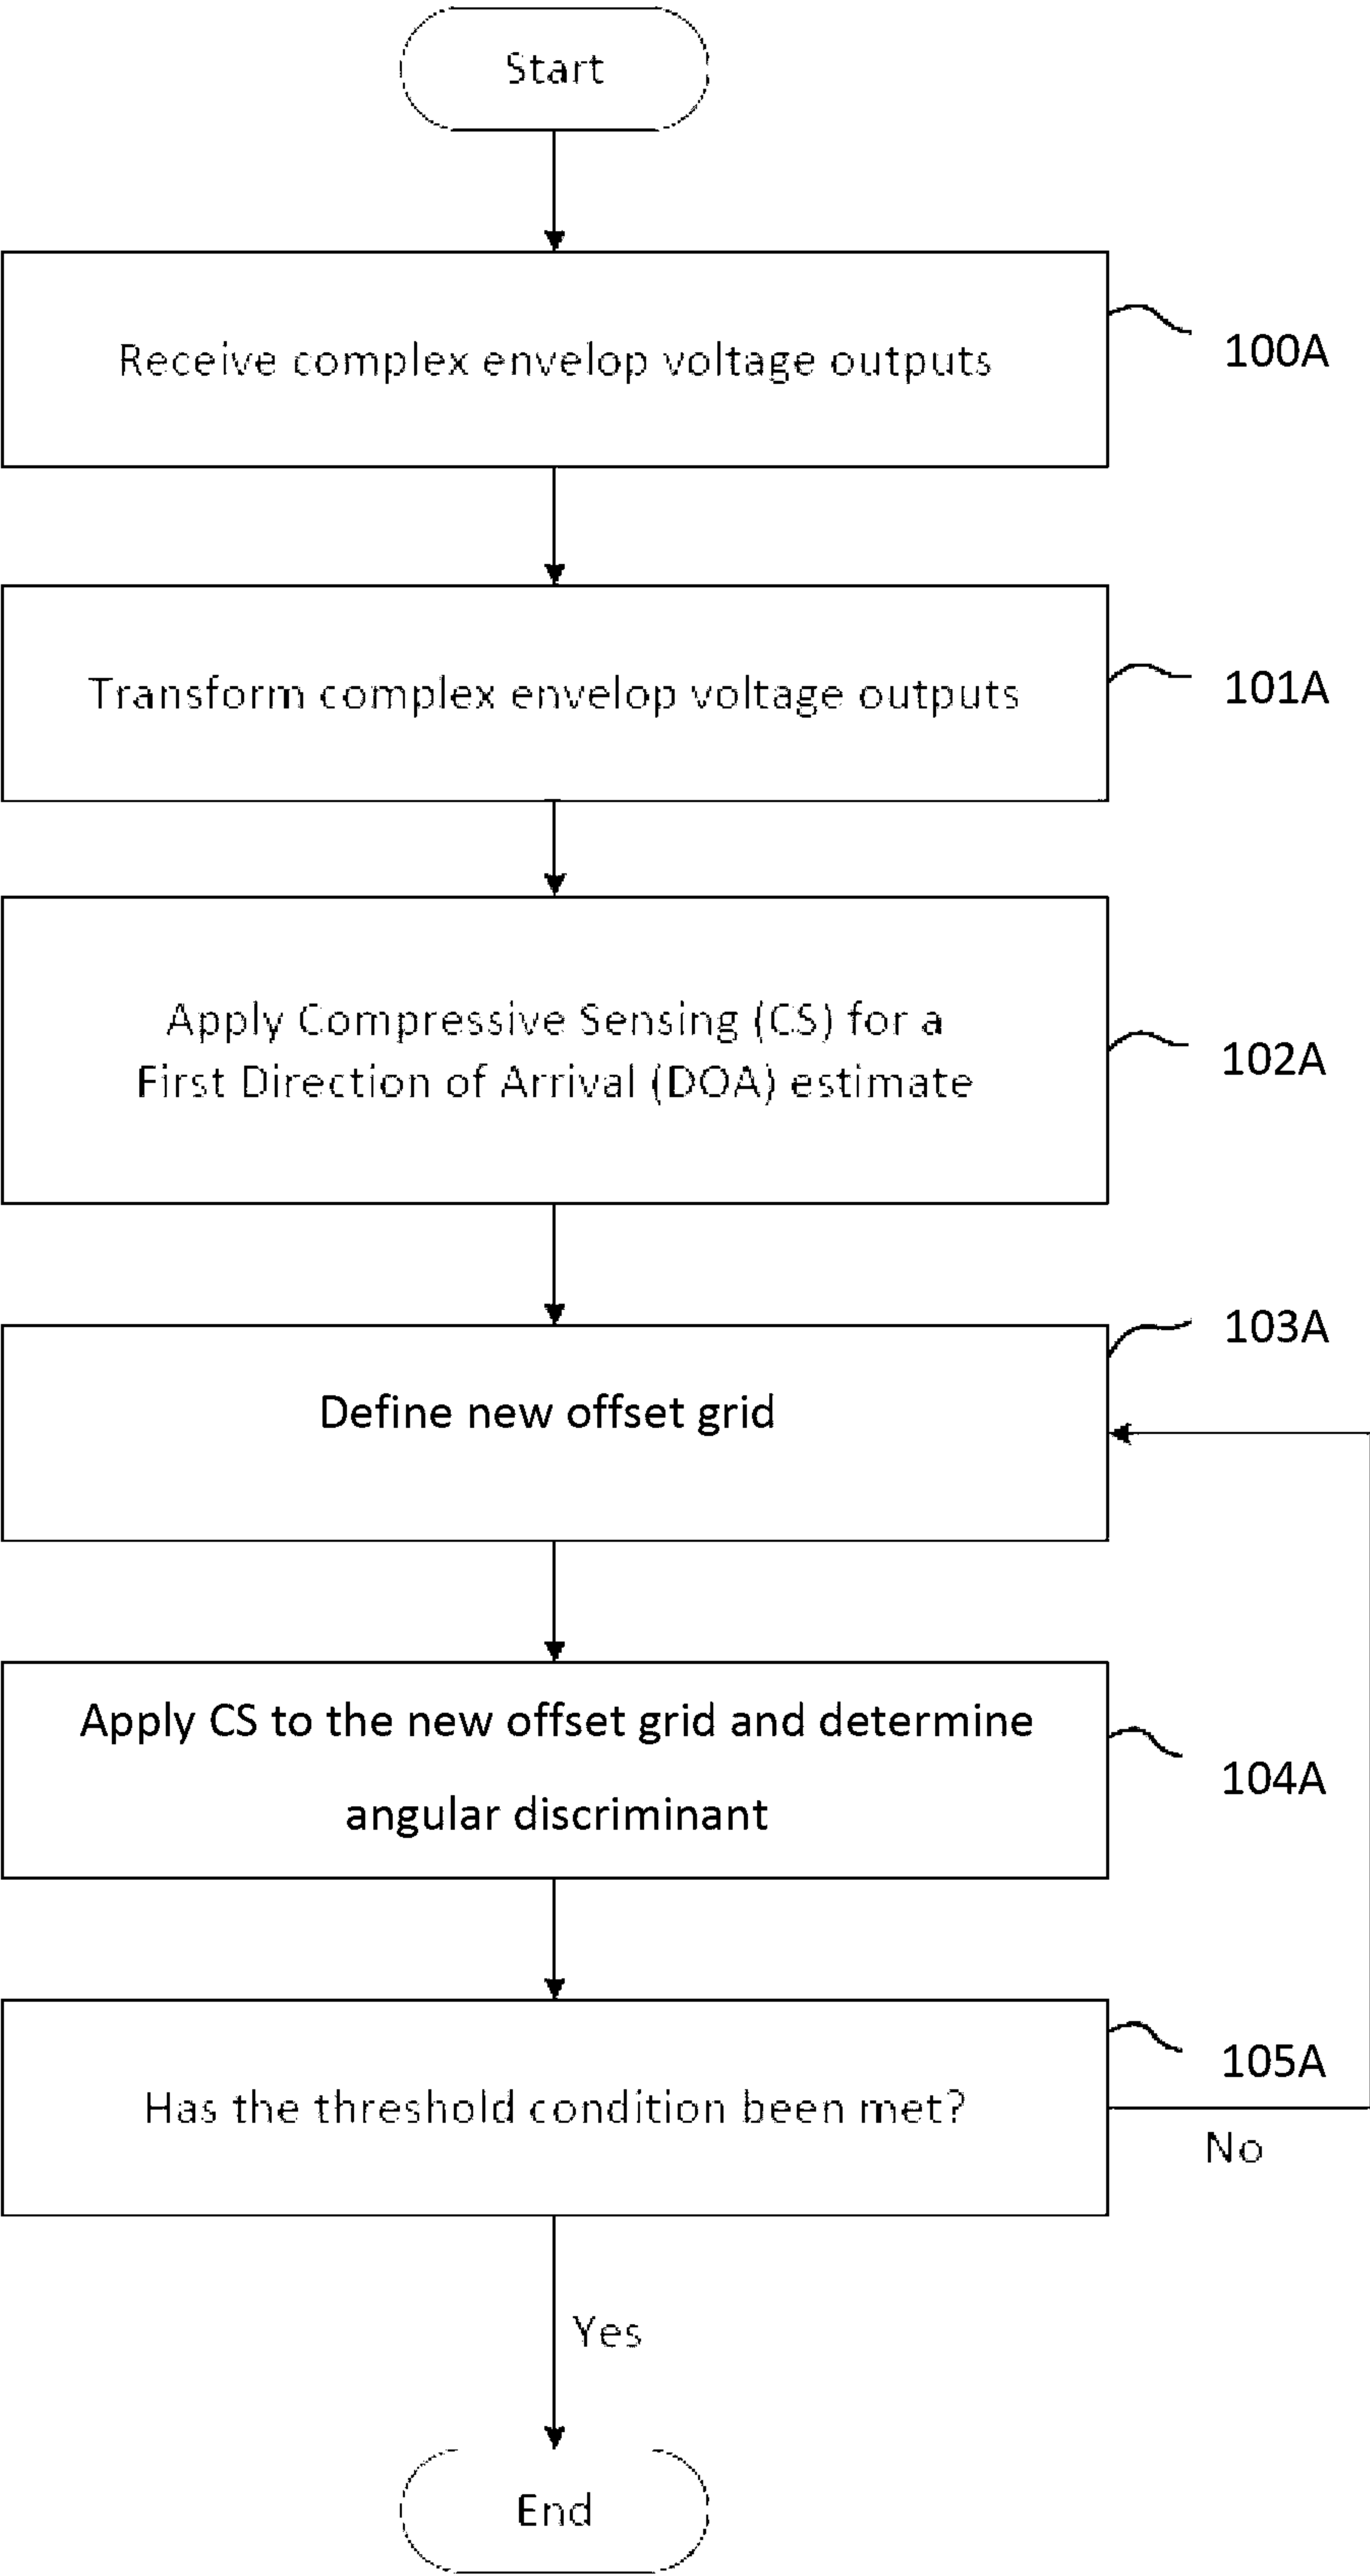 Start
Receive complex envelop voltage outputs
100A
Transform complex envelop voltage outputs
101A
Apply Compressive Sensing (CS) for a
First Direction of Arrival (DOA) estimate
102A
103A
Define new offset grid
Apply CS to the new offset grid and determine
angular discriminant
104A
105A
Has the threshold condition been met?
No
Yes
End